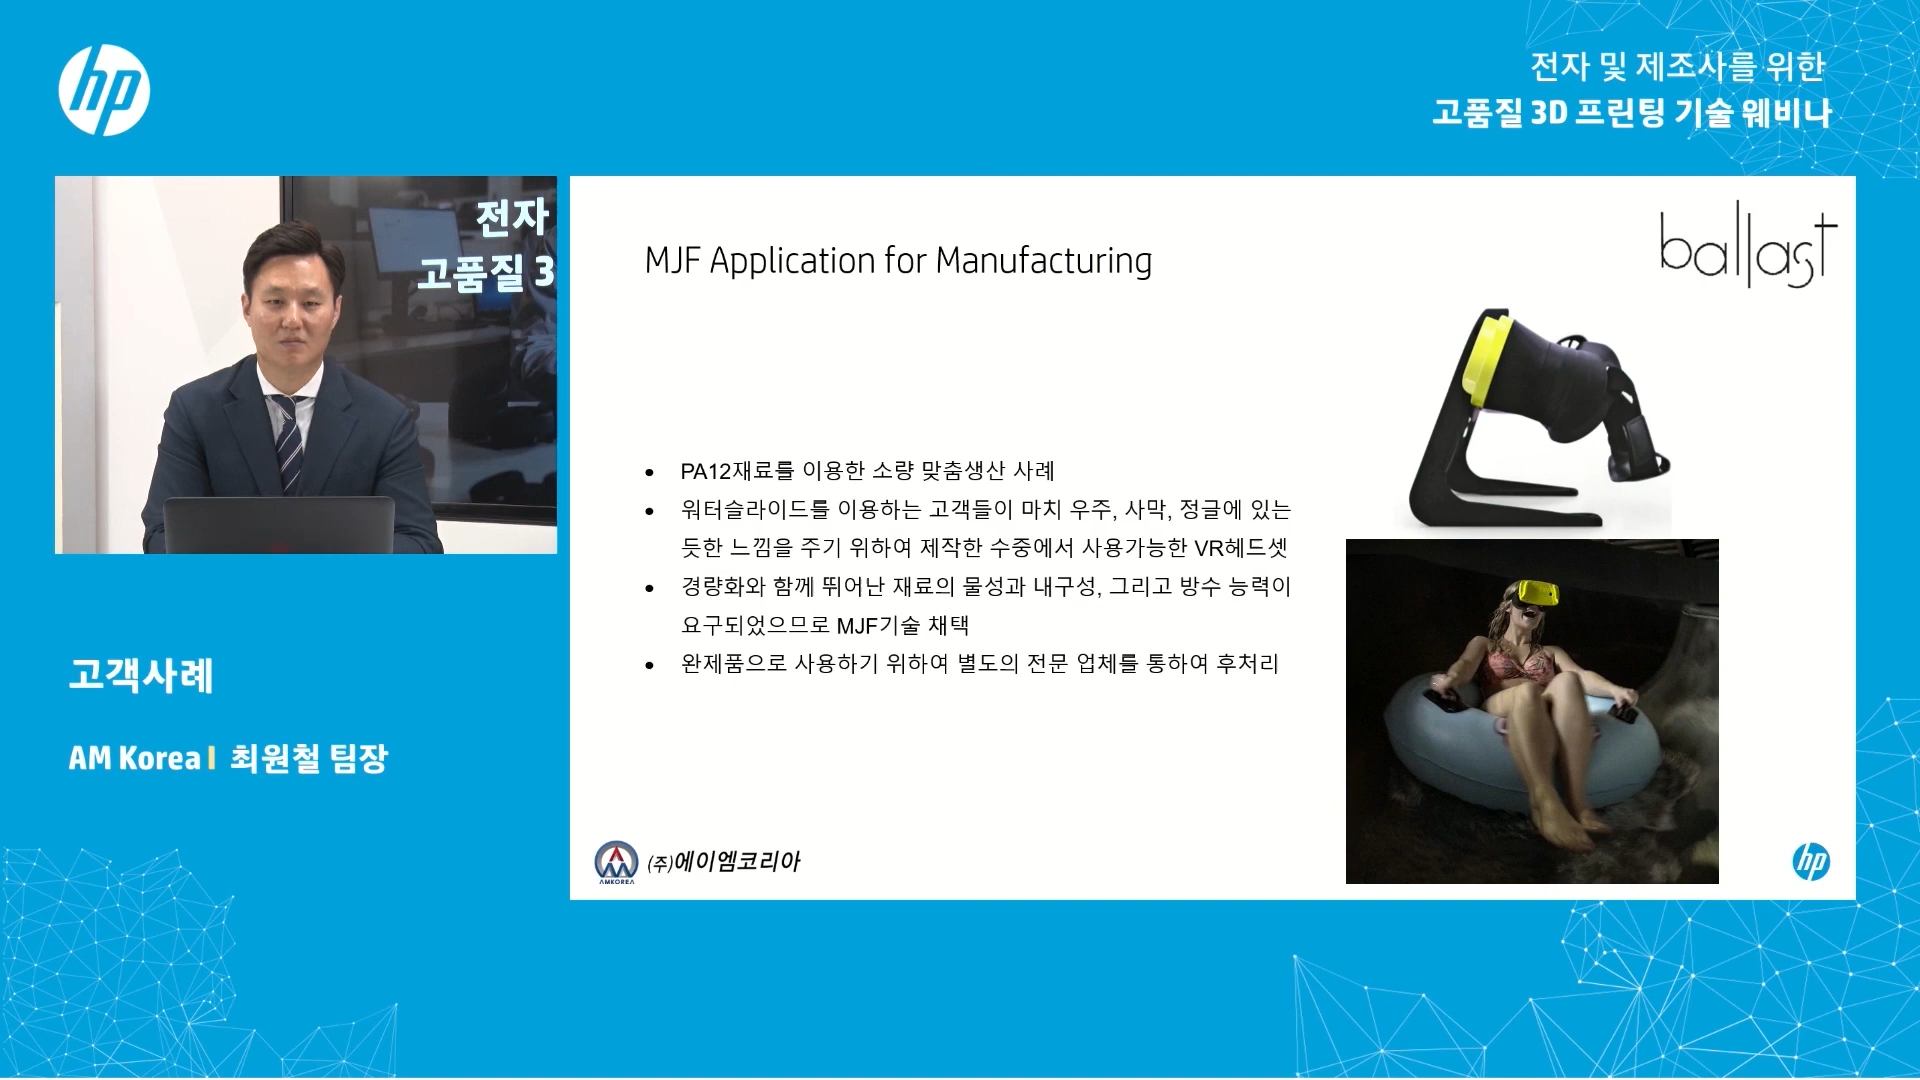 hp
전자 및 제조사를 위한
고품질 3D 프린팅 기술 웨비나
전자
고품질 3
ballast
MJF Application for Manufacturing
• PA12재료를 이용한 소량 맞춤생산 사례
• 워터슬라이드를 이용하는 고객들이 마치 우주, 사막, 정글에 있는
듯한 느낌을 주기 위하여 제작한 수중에서 사용가능한 VR헤드셋
• 경량화와 함께 뛰어난 재료의 물성과 내구성, 그리고 방수 능력이
요구되었으므로 MJF기술 채택
• 완제품으로 사용하기 위하여 별도의 전문 업체를 통하여 후처리
고객사례
AM Korea I 최원철 팀장
AMKOREA
(주)에이엠코리아
hp